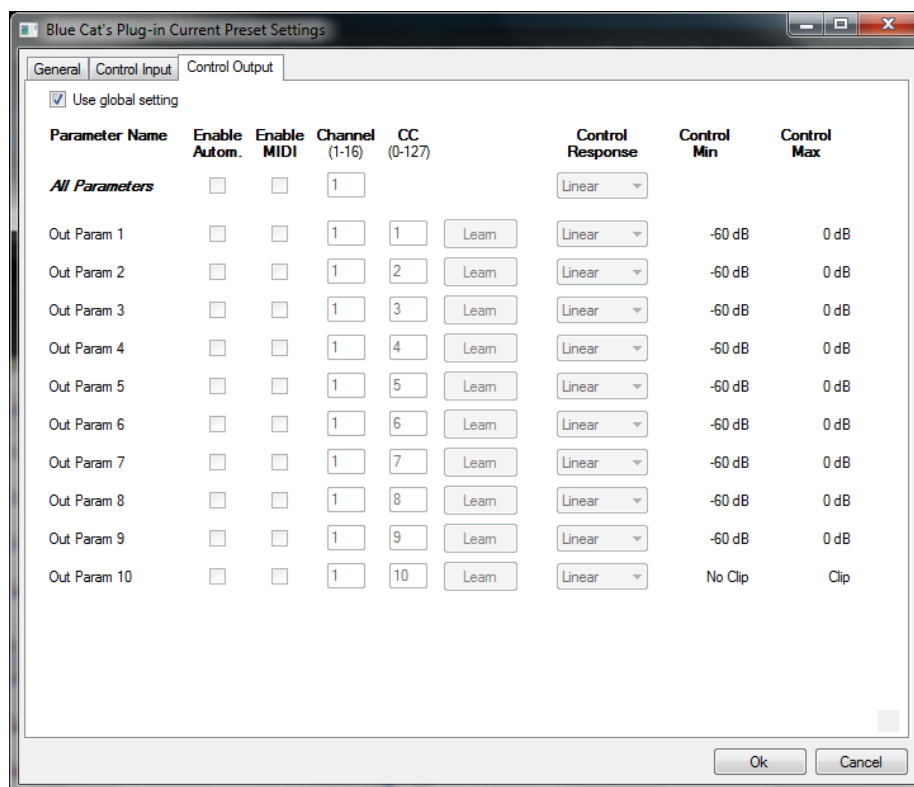 Blue Cat's Plug-in Current Preset Settings
General Control Input Control Output
Use global setting
Parameter Name Enable Autom. Enable MIDI Channel (1-16) CC (0-127) Control Response Control Min Control Max
All Parameters 1 Linear
Out Param 1 1 1 Learn Linear -60 dB 0 dB
Out Param 2 1 2 Learn Linear -60 dB 0 dB
Out Param 3 1 3 Learn Linear -60 dB 0 dB
Out Param 4 1 4 Learn Linear -60 dB 0 dB
Out Param 5 1 5 Learn Linear -60 dB 0 dB
Out Param 6 1 6 Learn Linear -60 dB 0 dB
Out Param 7 1 7 Learn Linear -60 dB 0 dB
Out Param 8 1 8 Learn Linear -60 dB 0 dB
Out Param 9 1 9 Learn Linear -60 dB 0 dB
Out Param 10 1 10 Learn Linear No Clip Clip
Ok Cancel